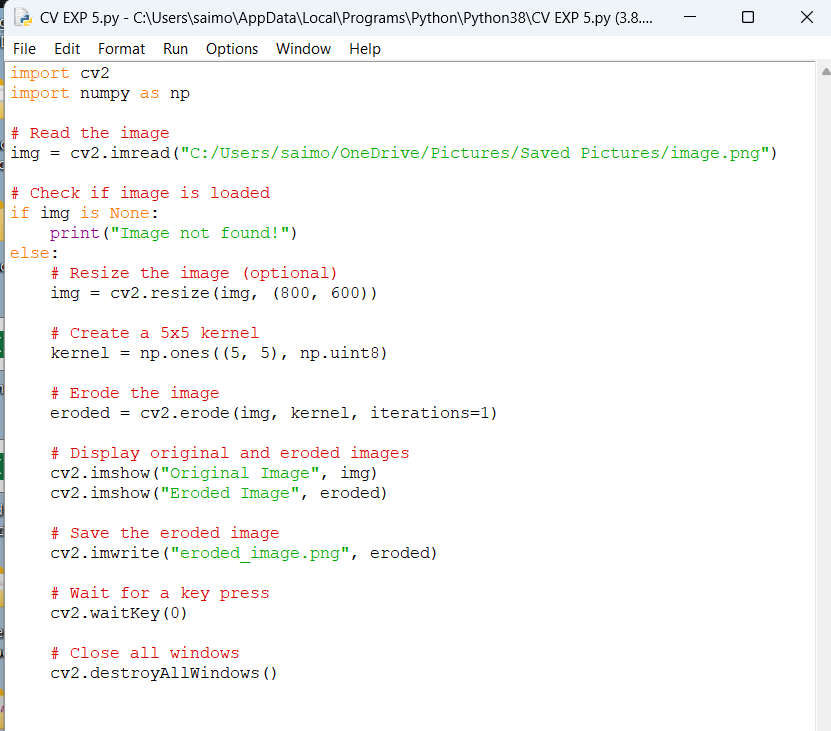 CV EXP 5.py - C:\Users\saimo\AppData\Local\Programs\Python\Python38\CV EXP 5.py (3.8....
File Edit Format Run Options Window Help
import cv2
import numpy as np

# Read the image
img = cv2.imread("C:/Users/saimo/OneDrive/Pictures/Saved Pictures/image.png")

# Check if image is loaded
if img is None:
    print("Image not found!")
else:
    # Resize the image (optional)
    img = cv2.resize(img, (800, 600))

    # Create a 5x5 kernel
    kernel = np.ones((5, 5), np.uint8)

    # Erode the image
    eroded = cv2.erode(img, kernel, iterations=1)

    # Display original and eroded images
    cv2.imshow("Original Image", img)
    cv2.imshow("Eroded Image", eroded)

    # Save the eroded image
    cv2.imwrite("eroded_image.png", eroded)

    # Wait for a key press
    cv2.waitKey(0)

    # Close all windows
    cv2.destroyAllWindows()